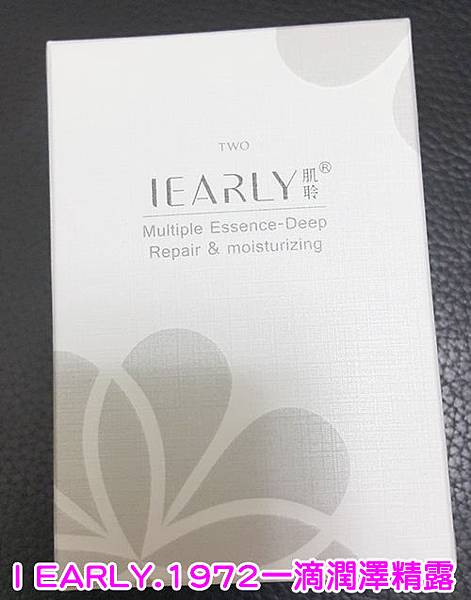 TWO
IEARLY肌聆®
Multiple Essence-Deep
Repair & moisturizing
I EARLY.1972一滴潤澤精露